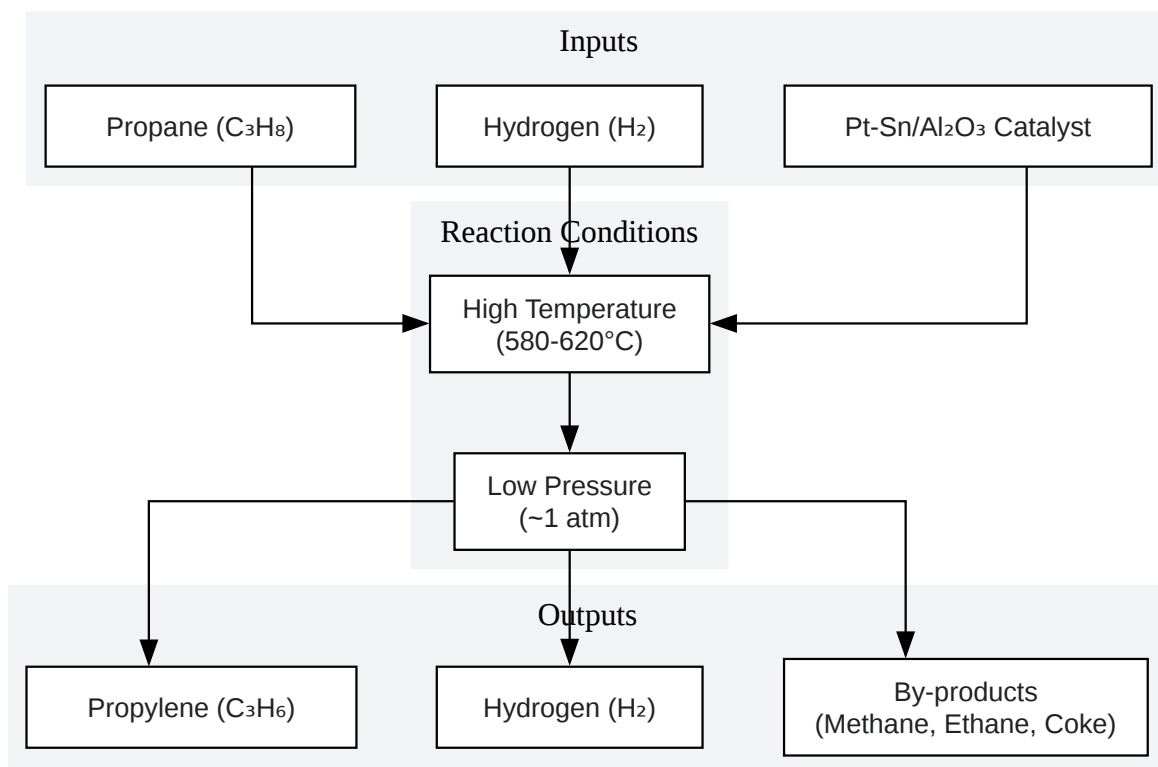 Inputs
Propane (C₃H₈)
Hydrogen (H₂)
Pt-Sn/Al₂O₃ Catalyst
Reaction Conditions
High Temperature
(580-620°C)
Low Pressure
(~1 atm)
Outputs
Propylene (C₃H₆)
Hydrogen (H₂)
By-products
(Methane, Ethane, Coke)